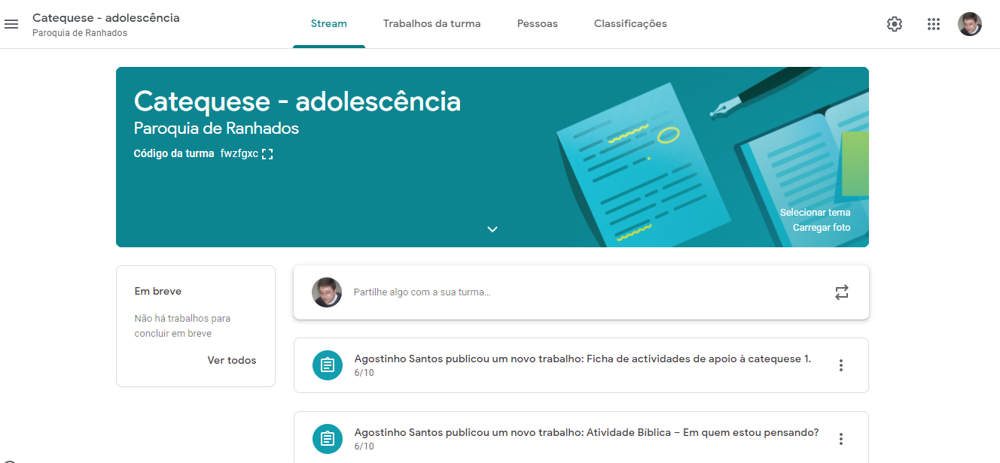 Catequese - adolescência
Paroquia de Ranhados
Stream
Trabalhos da turma
Pessoas
Classificações
Catequese - adolescência
Paroquia de Ranhados
Código da turma fwzfgxc
Selecionar tema
Carregar foto
Em breve
Não há trabalhos para
concluir em breve
Ver todos
Partilhe algo com a sua turma...
Agostinho Santos publicou um novo trabalho: Ficha de actividades de apoio à catequese 1.
6/10
Agostinho Santos publicou um novo trabalho: Atividade Bíblica – Em quem estou pensando?
6/10